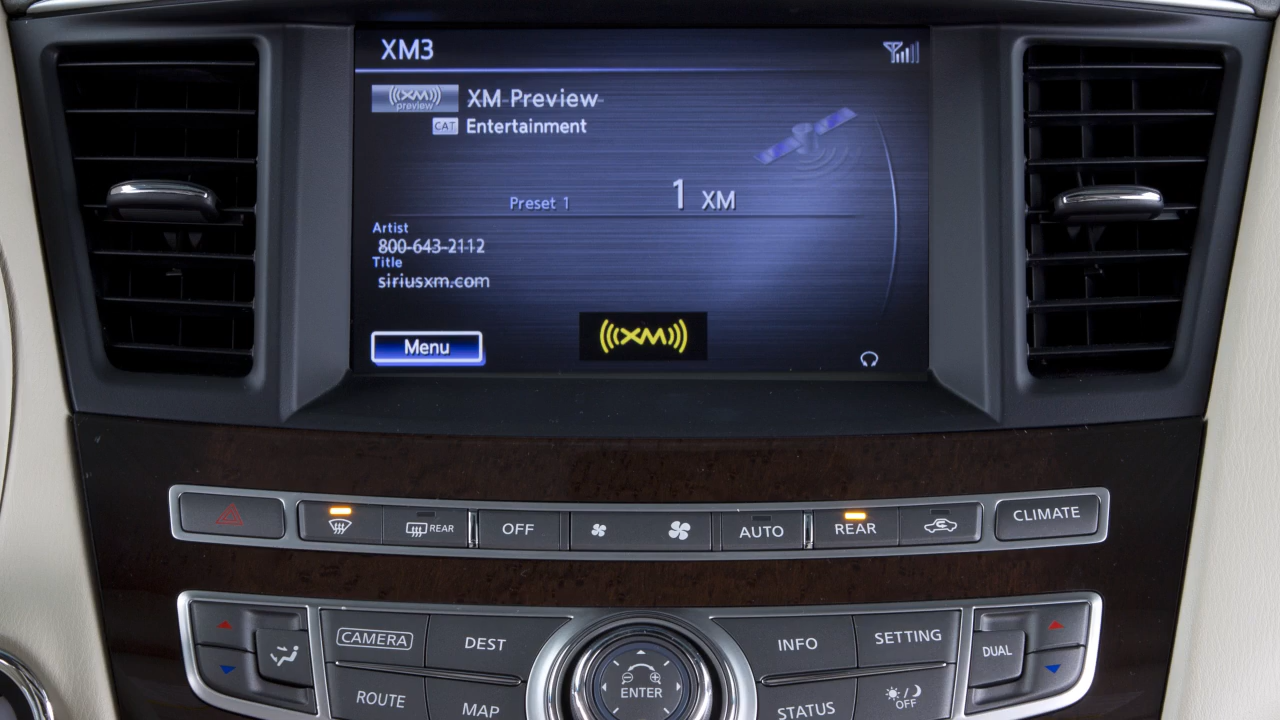 XM3
((XM)) preview
XM Preview
CAT Entertainment
Preset 1
1 XM
Artist
800-643-2112
Title
siriusxm.com
Menu
((XM))
REAR
OFF
AUTO
REAR
CLIMATE
CAMERA
DEST
INFO
SETTING
DUAL
ENTER
ROUTE
MAP
STATUS
OFF